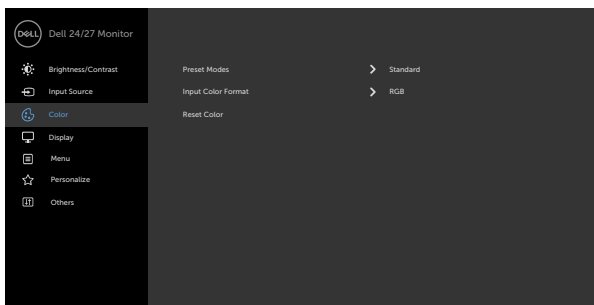 DELL Dell 24/27 Monitor
Brightness/Contrast Preset Modes Standard
Input Source Input Color Format RGB
Color Reset Color
Display
Menu
Personalize
Others